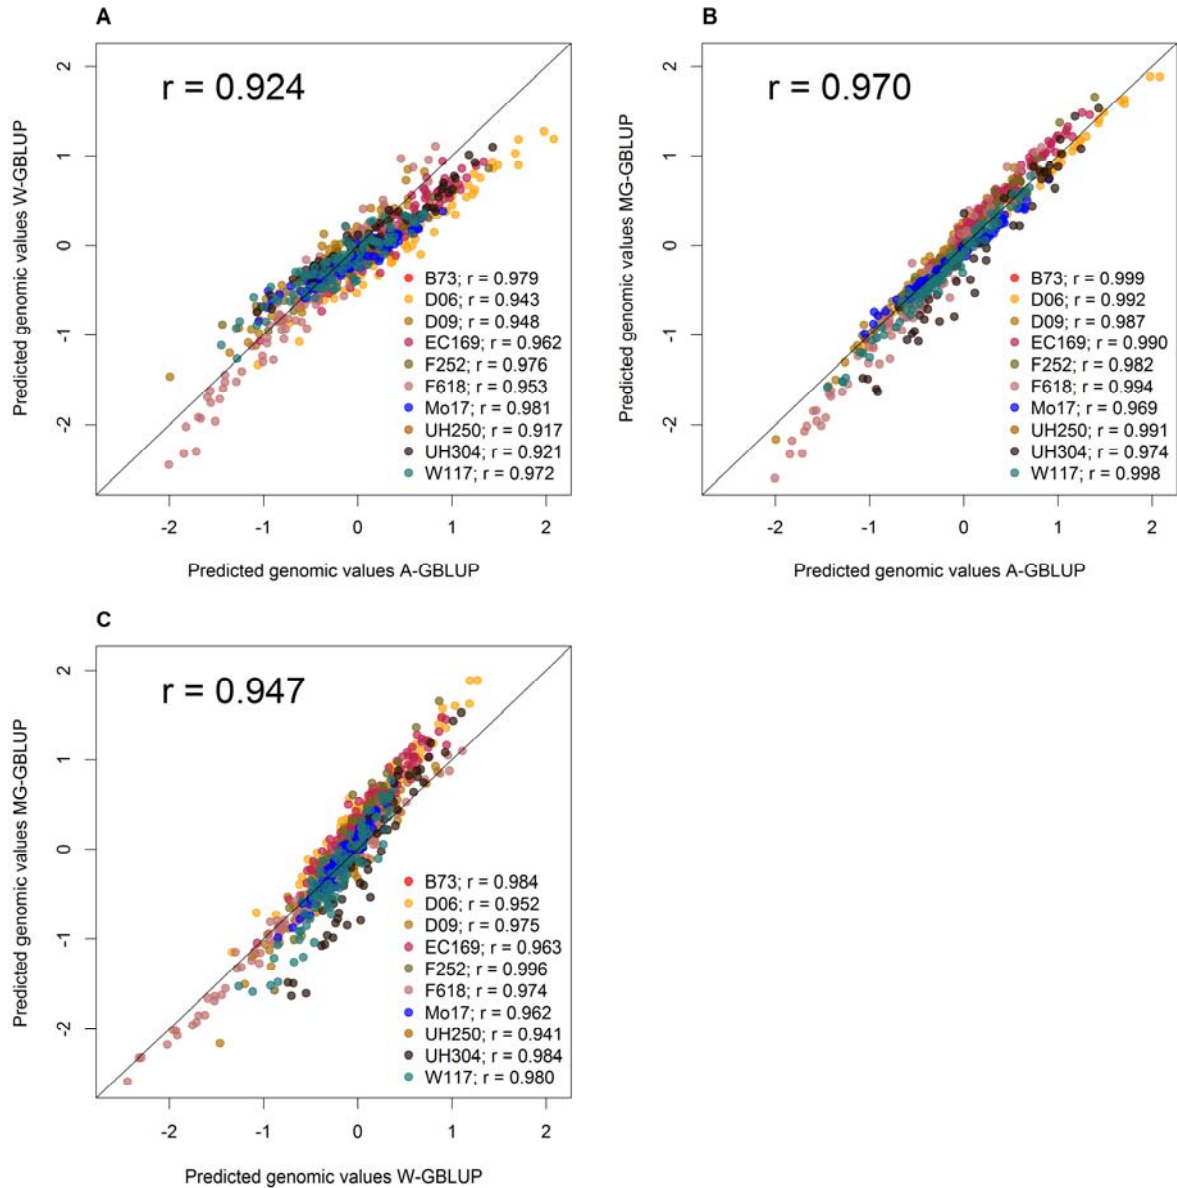 A
r = 0.924
Predicted genomic values W-GBLUP
2
1
0
-1
-2
B73; r = 0.979
D06; r = 0.943
D09; r = 0.948
EC169; r = 0.962
F252; r = 0.976
F618; r = 0.953
Mo17; r = 0.981
UH250; r = 0.917
UH304; r = 0.921
W117; r = 0.972
-2 -1 0 1 2
Predicted genomic values A-GBLUP
B
r = 0.970
Predicted genomic values MG-GBLUP
2
1
0
-1
-2
B73; r = 0.999
D06; r = 0.992
D09; r = 0.987
EC169; r = 0.990
F252; r = 0.982
F618; r = 0.994
Mo17; r = 0.969
UH250; r = 0.991
UH304; r = 0.974
W117; r = 0.998
-2 -1 0 1 2
Predicted genomic values A-GBLUP
C
r = 0.947
Predicted genomic values MG-GBLUP
2
1
0
-1
-2
B73; r = 0.984
D06; r = 0.952
D09; r = 0.975
EC169; r = 0.963
F252; r = 0.996
F618; r = 0.974
Mo17; r = 0.962
UH250; r = 0.941
UH304; r = 0.984
W117; r = 0.980
-2 -1 0 1 2
Predicted genomic values W-GBLUP